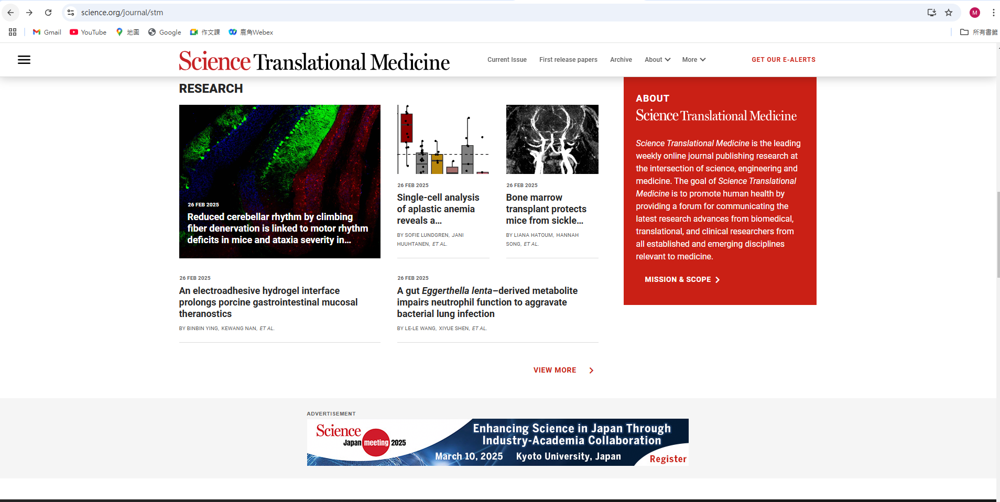 science.org/journal/stm
M
Gmail
YouTube
地圖
Google
作文課
鹿角Webex
所有書籤
Science Translational Medicine
Current Issue
First release papers
Archive
About
More
GET OUR E-ALERTS
RESEARCH
26 FEB 2025
Reduced cerebellar rhythm by climbing
fiber denervation is linked to motor rhythm
deficits in mice and ataxia severity in...
26 FEB 2025
Single-cell analysis
of aplastic anemia
reveals a...
BY SOFIE LUNDGREN, JANI
HUUHTANEN, ET AL.
26 FEB 2025
Bone marrow
transplant protects
mice from sickle...
BY LIANA HATOUM, HANNAH
SONG, ET AL.
26 FEB 2025
An electroadhesive hydrogel interface
prolongs porcine gastrointestinal mucosal
theranostics
BY BINBIN YING, KEWANG NAN, ET AL.
26 FEB 2025
A gut Eggerthella lenta–derived metabolite
impairs neutrophil function to aggravate
bacterial lung infection
BY LE-LE WANG, XIYUE SHEN, ET AL.
VIEW MORE
ABOUT
Science Translational Medicine
Science Translational Medicine is the leading
weekly online journal publishing research at
the intersection of science, engineering and
medicine. The goal of Science Translational
Medicine is to promote human health by
providing a forum for communicating the
latest research advances from biomedical,
translational, and clinical researchers from
all established and emerging disciplines
relevant to medicine.
MISSION & SCOPE
ADVERTISEMENT
Science
Japan meeting 2025
Enhancing Science in Japan Through
Industry-Academia Collaboration
March 10, 2025 Kyoto University, Japan
Register